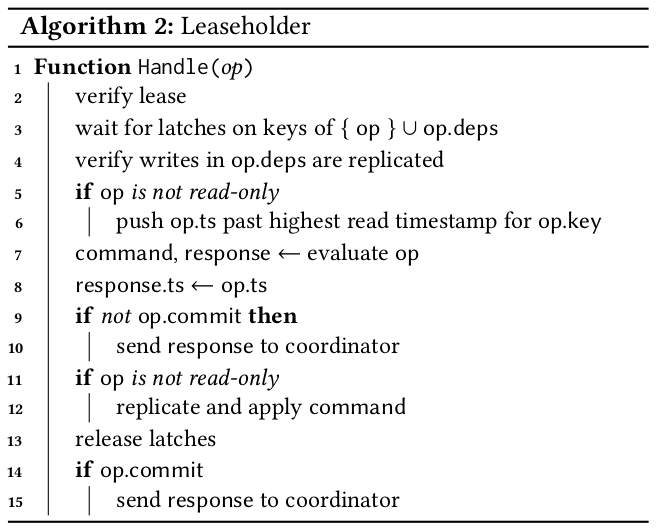 Algorithm 2: Leaseholder
1 Function Handle(op)
2 verify lease
3 wait for latches on keys of { op } ∪ op.deps
4 verify writes in op.deps are replicated
5 if op is not read-only
6 push op.ts past highest read timestamp for op.key
7 command, response ← evaluate op
8 response.ts ← op.ts
9 if not op.commit then
10 send response to coordinator
11 if op is not read-only
12 replicate and apply command
13 release latches
14 if op.commit
15 send response to coordinator